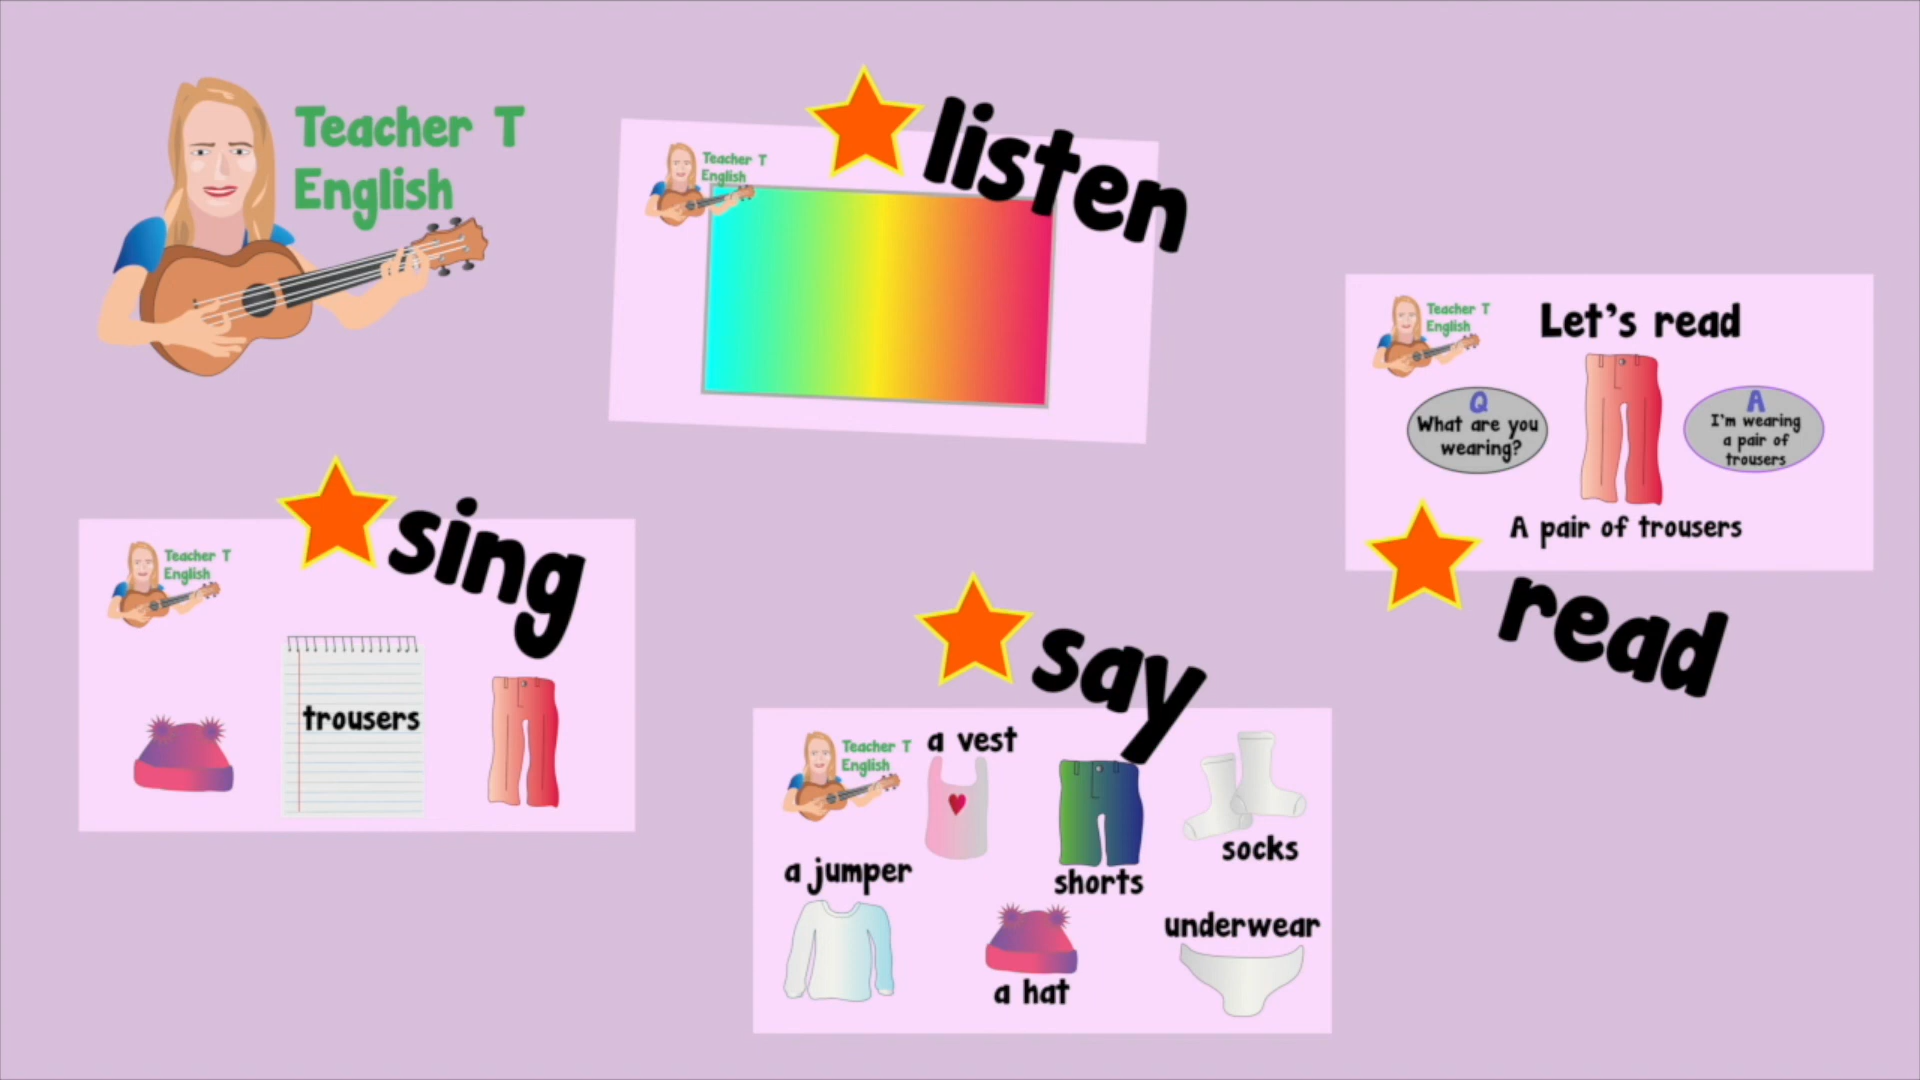 Teacher T
English
listen
Teacher T
English
Teacher T
English
Let's read
Q
What are you
wearing?
A
I'm wearing
a pair of
trousers
A pair of trousers
read
sing
Teacher T
English
trousers
say
Teacher T
English
a vest
shorts
socks
a jumper
a hat
underwear